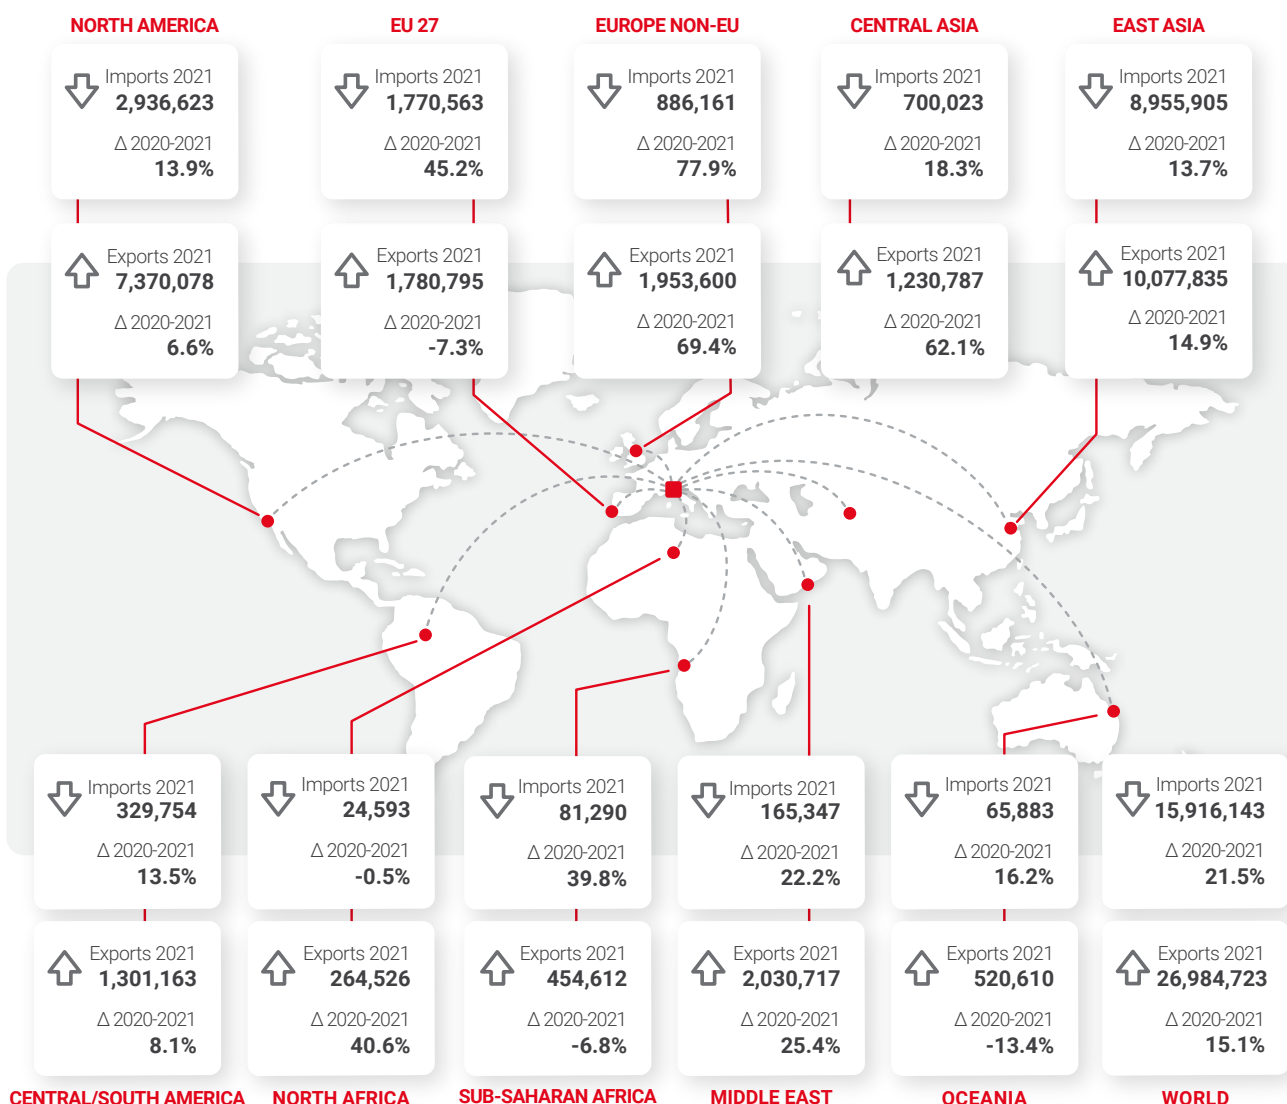 NORTH AMERICA
Imports 2021
2,936,623
Δ 2020-2021
13.9%
Exports 2021
7,370,078
Δ 2020-2021
6.6%
EU 27
Imports 2021
1,770,563
Δ 2020-2021
45.2%
Exports 2021
1,780,795
Δ 2020-2021
-7.3%
EUROPE NON-EU
Imports 2021
886,161
Δ 2020-2021
77.9%
Exports 2021
1,953,600
Δ 2020-2021
69.4%
CENTRAL ASIA
Imports 2021
700,023
Δ 2020-2021
18.3%
Exports 2021
1,230,787
Δ 2020-2021
62.1%
EAST ASIA
Imports 2021
8,955,905
Δ 2020-2021
13.7%
Exports 2021
10,077,835
Δ 2020-2021
14.9%
Imports 2021
329,754
Δ 2020-2021
13.5%
Exports 2021
1,301,163
Δ 2020-2021
8.1%
CENTRAL/SOUTH AMERICA
Imports 2021
24,593
Δ 2020-2021
-0.5%
Exports 2021
264,526
Δ 2020-2021
40.6%
NORTH AFRICA
Imports 2021
81,290
Δ 2020-2021
39.8%
Exports 2021
454,612
Δ 2020-2021
-6.8%
SUB-SAHARAN AFRICA
Imports 2021
165,347
Δ 2020-2021
22.2%
Exports 2021
2,030,717
Δ 2020-2021
25.4%
MIDDLE EAST
Imports 2021
65,883
Δ 2020-2021
16.2%
Exports 2021
520,610
Δ 2020-2021
-13.4%
OCEANIA
Imports 2021
15,916,143
Δ 2020-2021
21.5%
Exports 2021
26,984,723
Δ 2020-2021
15.1%
WORLD